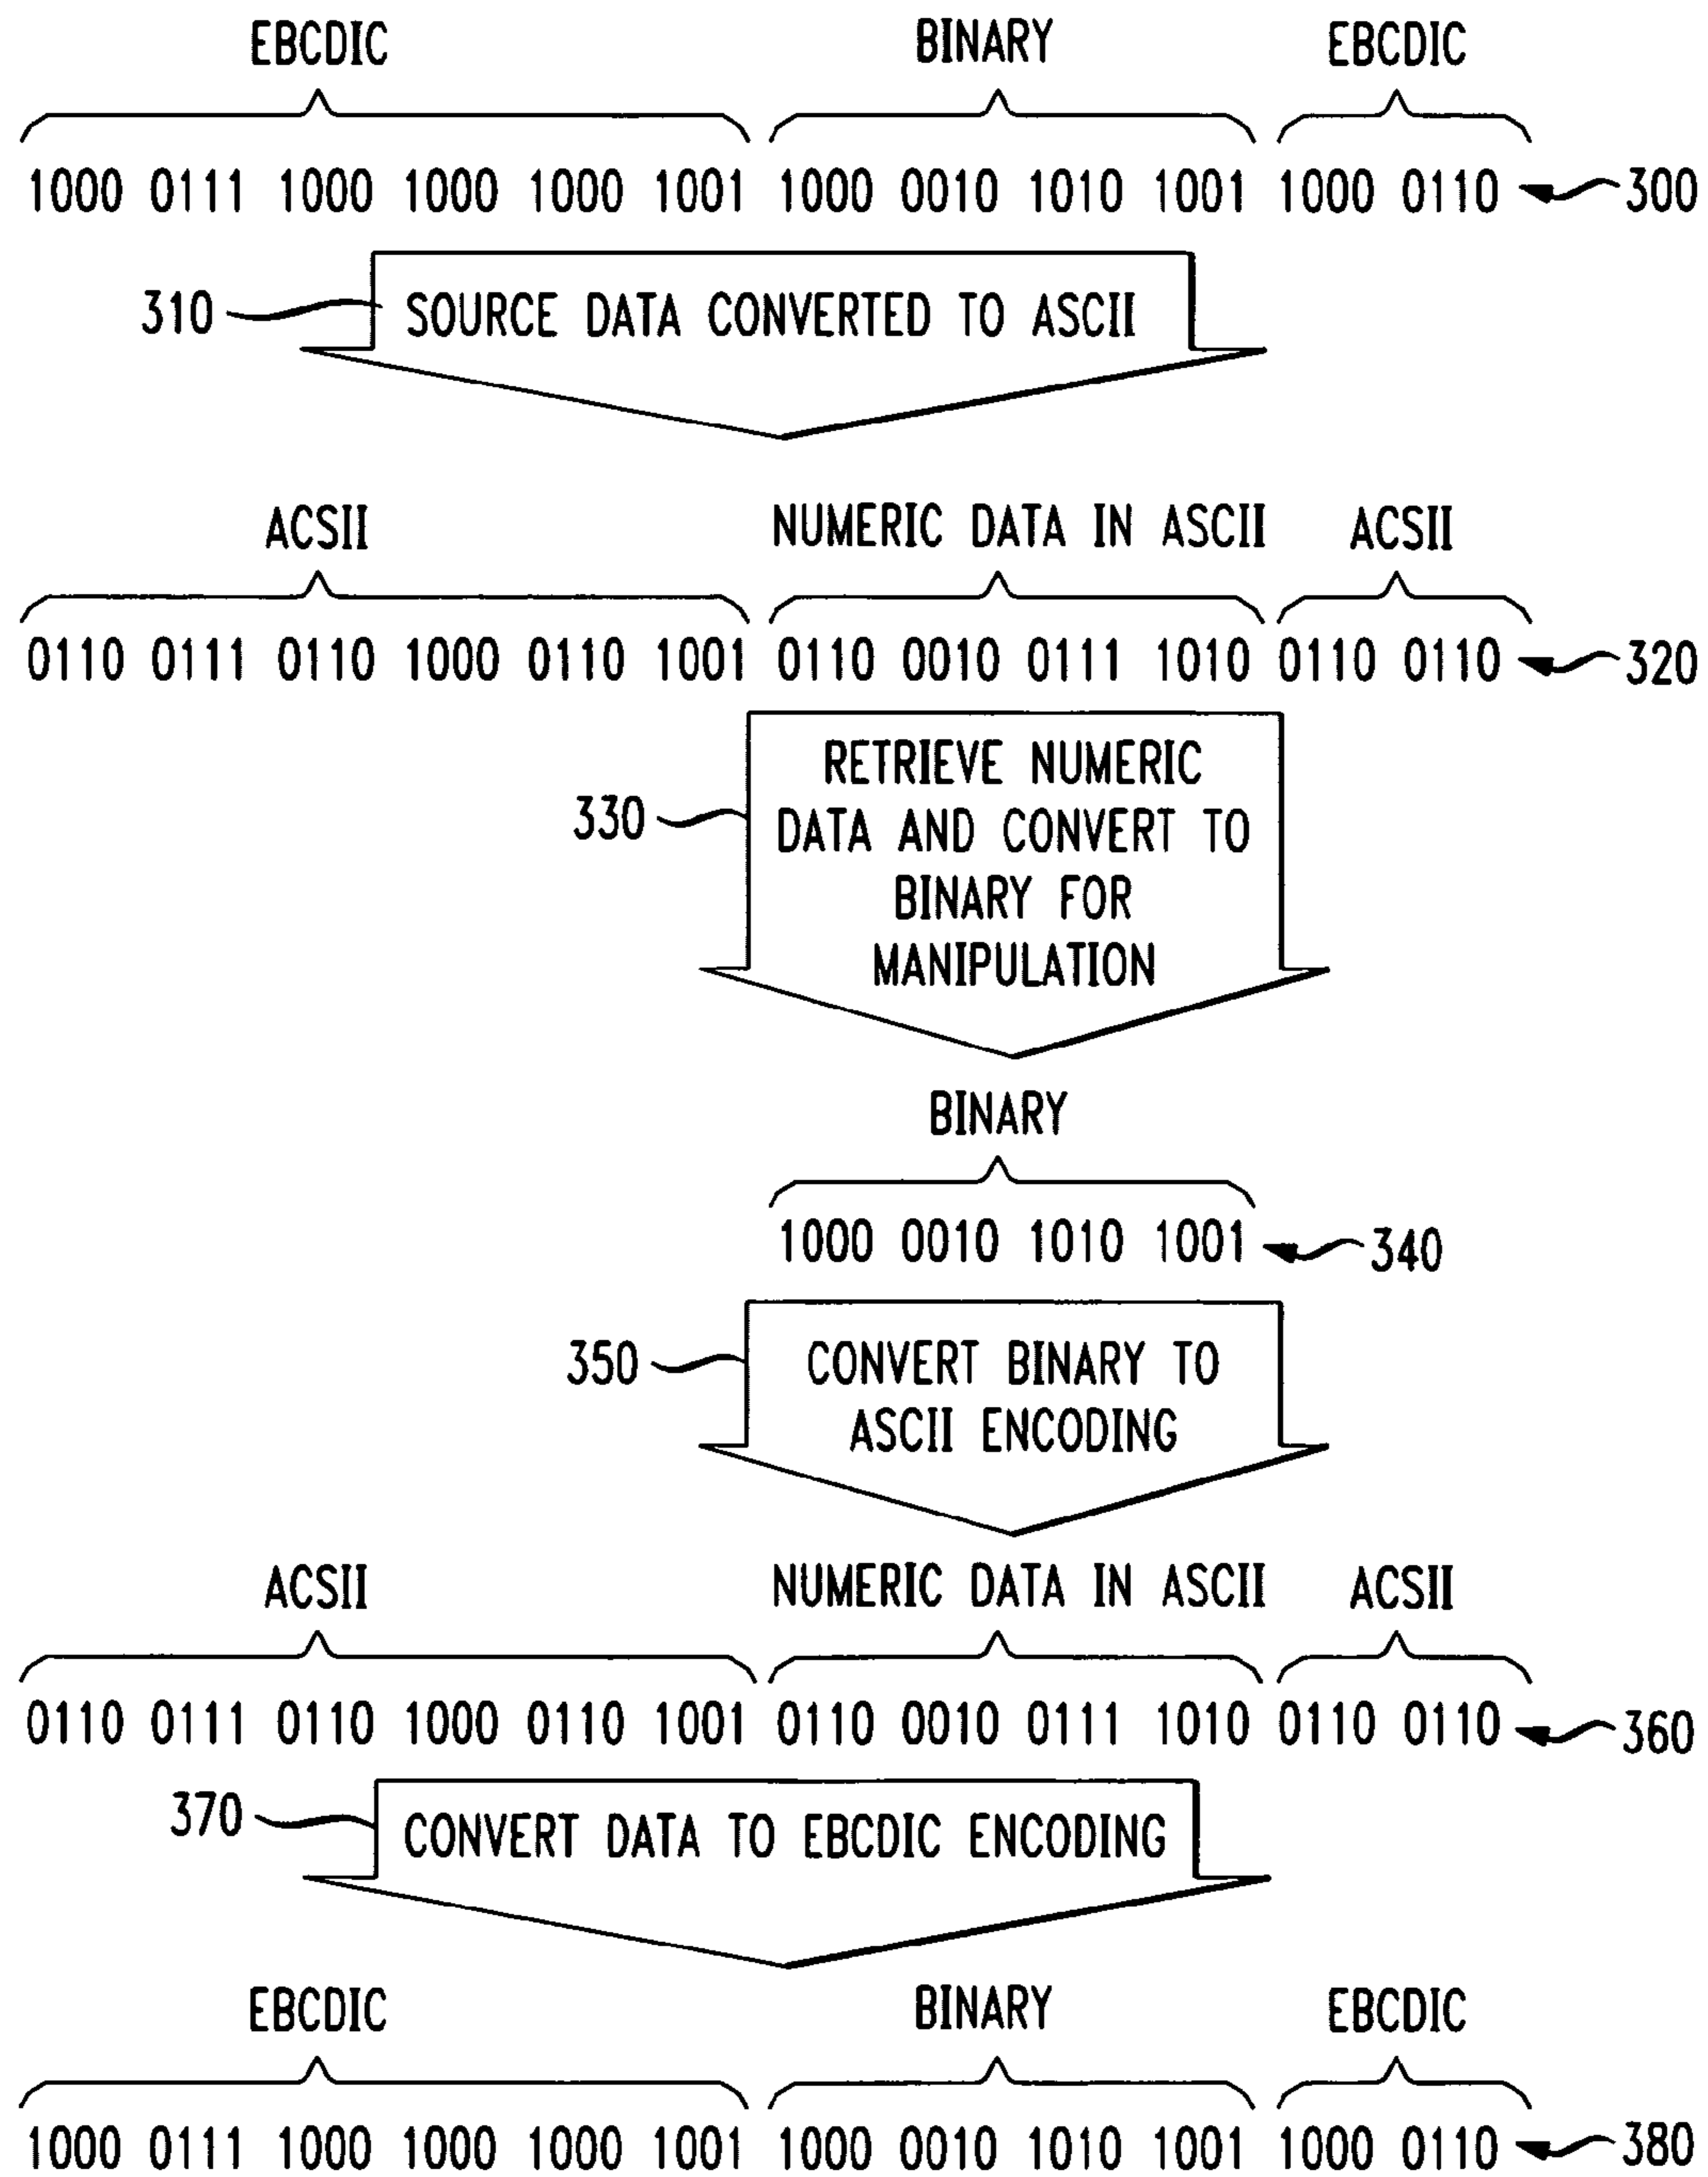 EBCDIC BINARY EBCDIC
1000 0111 1000 1000 1000 1001 1000 0010 1010 1001 1000 0110 300
310 SOURCE DATA CONVERTED TO ASCII
ACSII NUMERIC DATA IN ASCII ACSII
0110 0111 0110 1000 0110 1001 0110 0010 0111 1010 0110 0110 320
RETRIEVE NUMERIC
330 DATA AND CONVERT TO
BINARY FOR
MANIPULATION
BINARY
1000 0010 1010 1001 340
350 CONVERT BINARY TO
ASCII ENCODING
ACSII NUMERIC DATA IN ASCII ACSII
0110 0111 0110 1000 0110 1001 0110 0010 0111 1010 0110 0110 360
370 CONVERT DATA TO EBCDIC ENCODING
EBCDIC BINARY EBCDIC
1000 0111 1000 1000 1000 1001 1000 0010 1010 1001 1000 0110 380